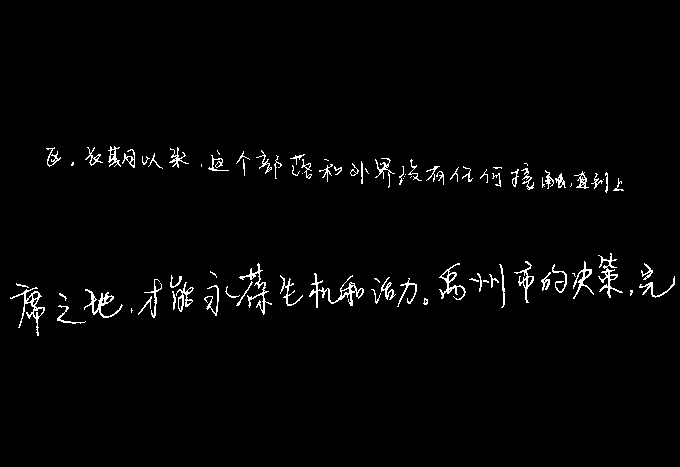 区。长期以来，这个部落和外界没有任何接触，直到上
席之地，才能永葆生机和活力。禹州市的决策，完